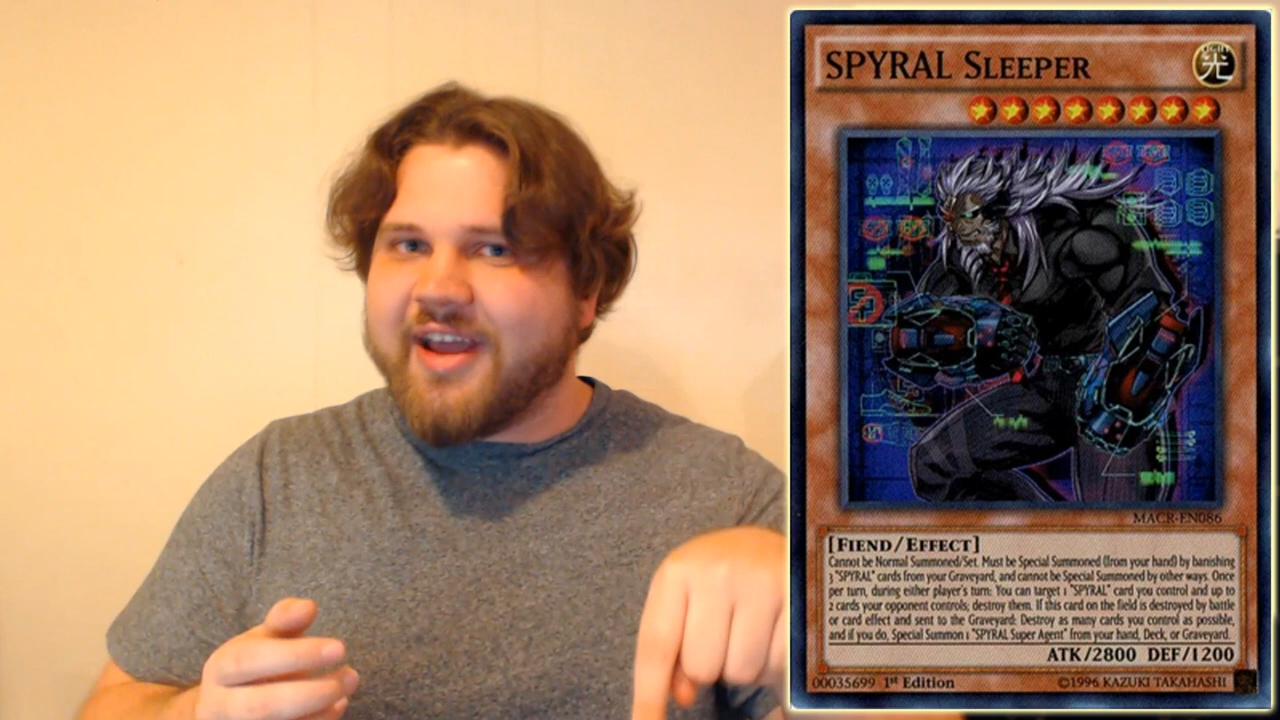 SPYRAL Sleeper
光
MACR-EN086
[Fiend/Effect]
Cannot be Normal Summoned/Set. Must be Special Summoned (from your hand) by banishing
3 "SPYRAL" cards from your Graveyard, and cannot be Special Summoned by other ways. Once
per turn, during either player's turn: You can target 1 "SPYRAL" card you control and up to
2 cards your opponent controls; destroy them. If this card on the field is destroyed by battle
or card effect and sent to the Graveyard: Destroy as many cards you control as possible,
and if you do, Special Summon 1 "SPYRAL Super Agent" from your hand, Deck, or Graveyard.
ATK/2800 DEF/1200
00035699 1st Edition ©1996 KAZUKI TAKAHASHI